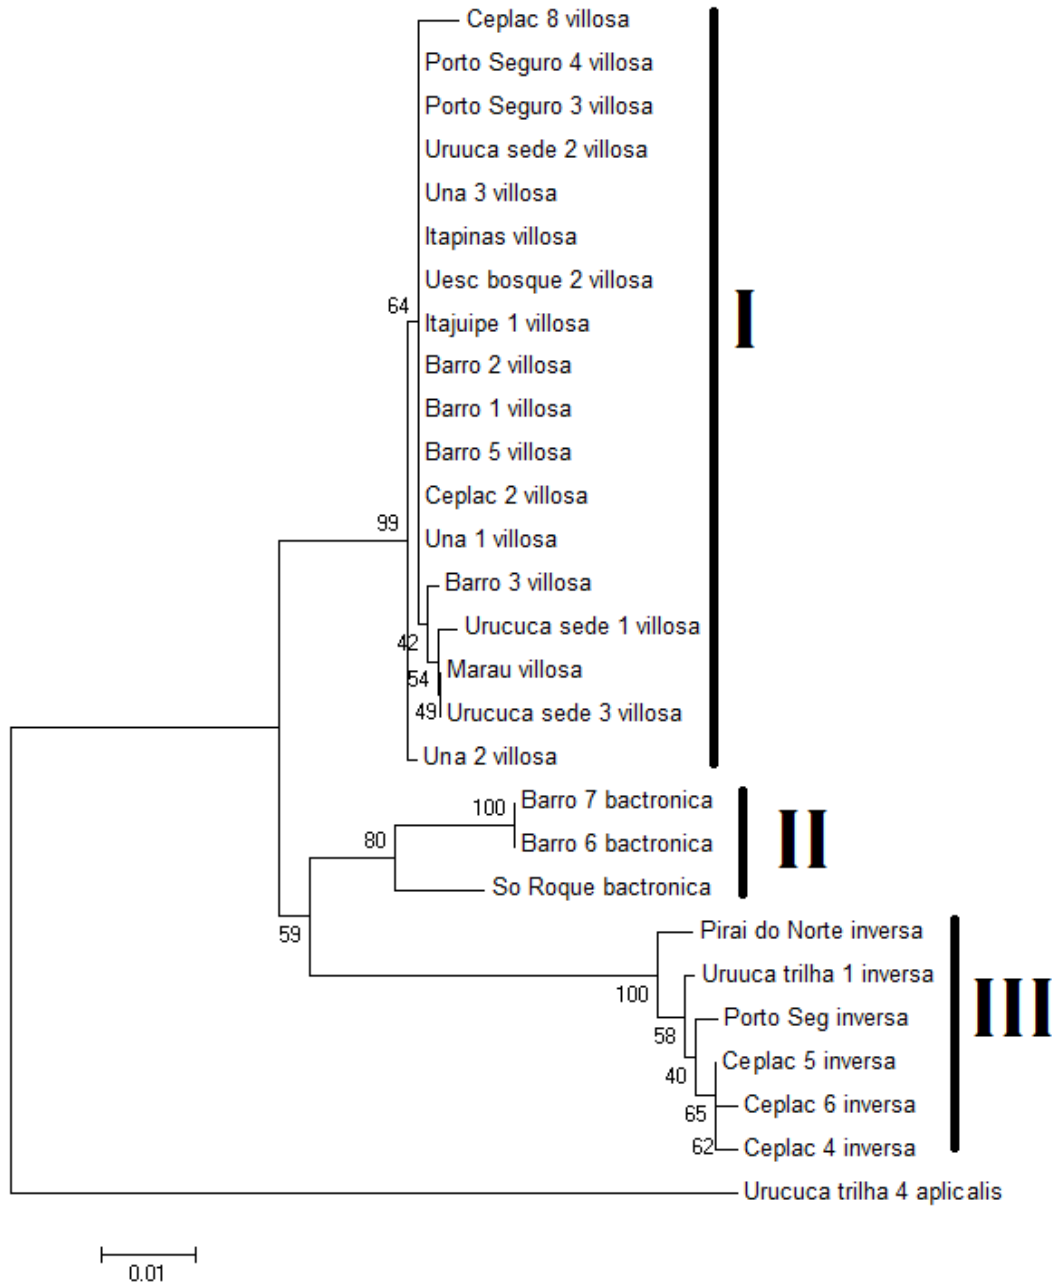 Ceplac 8 villosa
Porto Seguro 4 villosa
Porto Seguro 3 villosa
Uruuca sede 2 villosa
Una 3 villosa
Itapinas villosa
Uesc bosque 2 villosa
64
Itajuipe 1 villosa
I
Barro 2 villosa
Barro 1 villosa
Barro 5 villosa
Ceplac 2 villosa
99
Una 1 villosa
Barro 3 villosa
Urucuca sede 1 villosa
42
Marau villosa
54
49
Urucuca sede 3 villosa
Una 2 villosa
100
Barro 7 bactronica
80
Barro 6 bactronica
II
So Roque bactronica
59
Pirai do Norte inversa
Uruuca trilha 1 inversa
100
III
Porto Seg inversa
58
Ceplac 5 inversa
40
Ceplac 6 inversa
65
62
Ceplac 4 inversa
Urucuca trilha 4 aplicalis
0.01